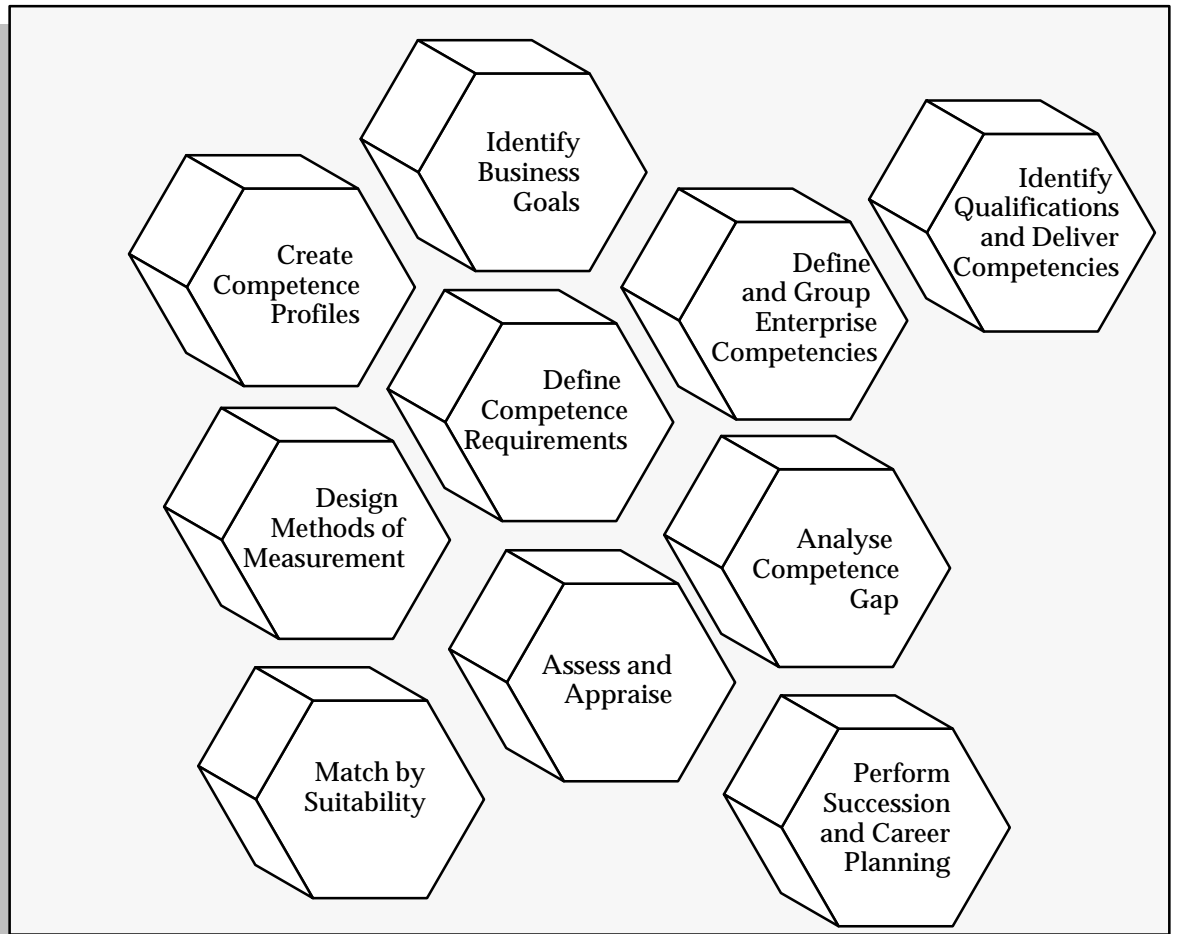 Identify
Business
Goals
Identify
Qualifications
and Deliver
Competencies
Create
Competence
Profiles
Define
and Group
Enterprise
Competencies
Define
Competence
Requirements
Design
Methods of
Measurement
Analyse
Competence
Gap
Assess and
Appraise
Match by
Suitability
Perform
Succession
and Career
Planning